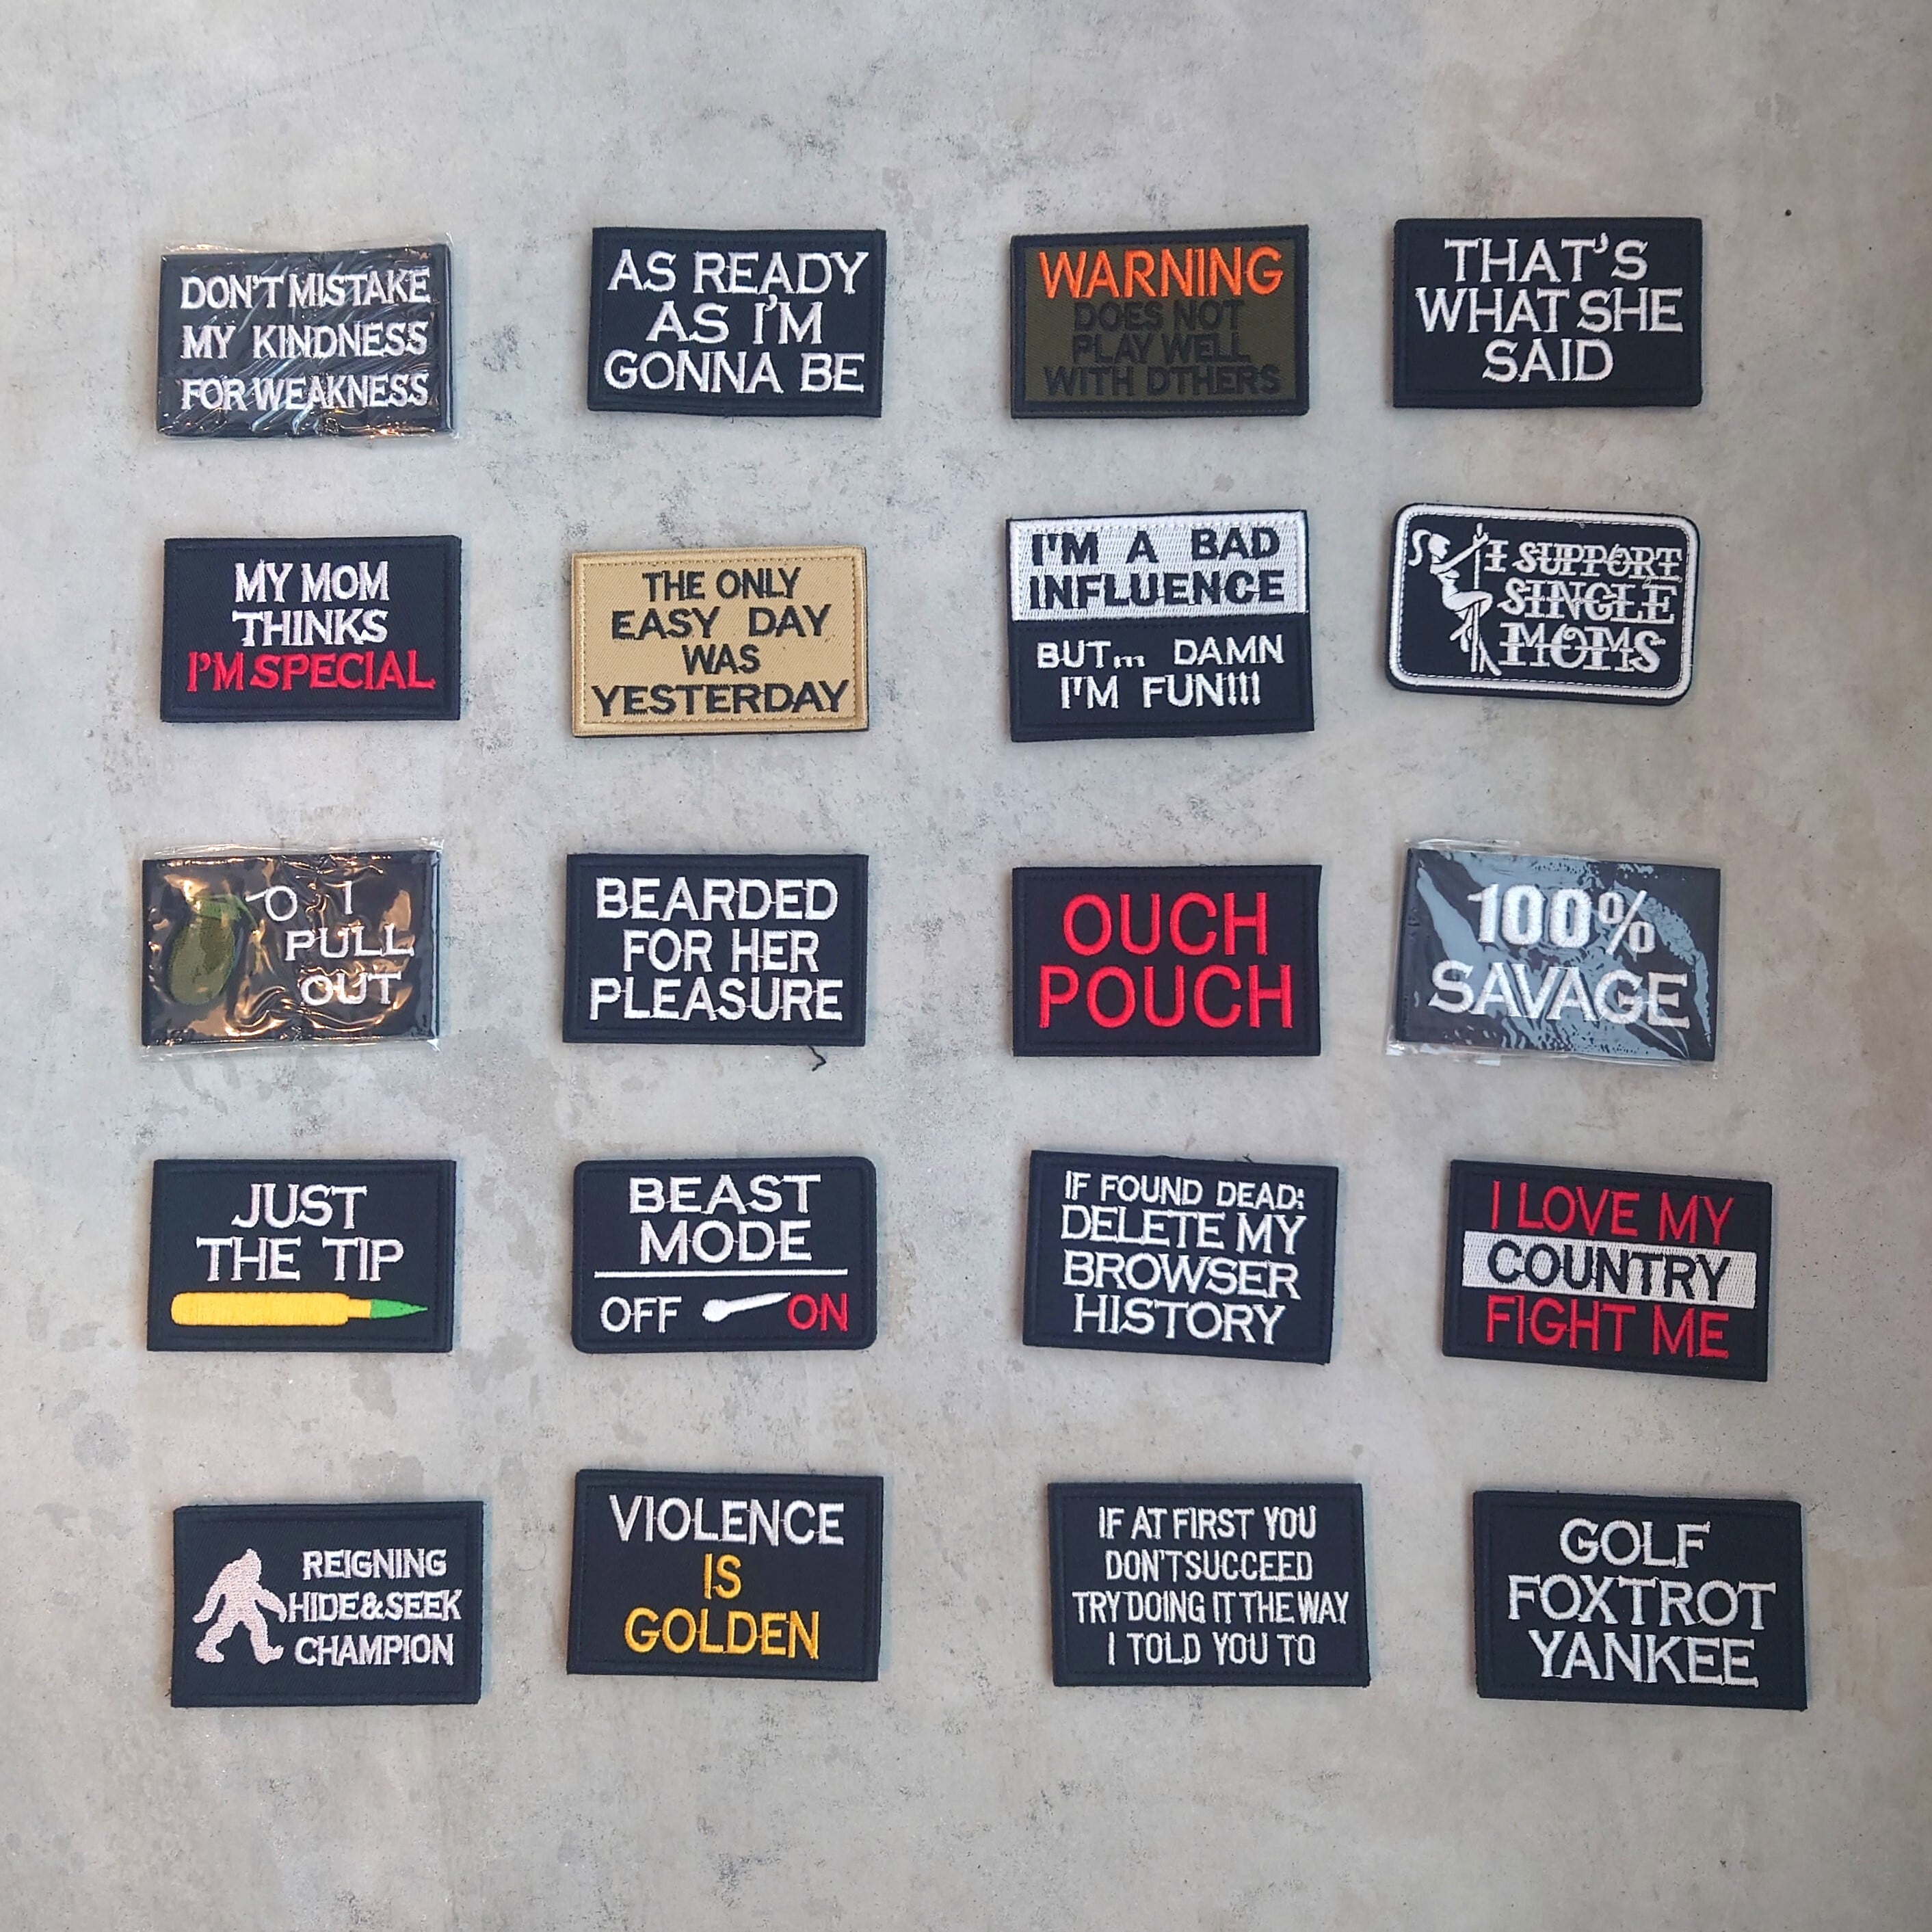 DON'T MISTAKE
MY KINDNESS
FOR WEAKNESS
AS READY
AS I'M
GONNA BE
WARNING
DOES NOT
PLAY WELL
WITH DTHERS
THAT'S
WHAT SHE
SAID
MY MOM
THINKS
I'M SPECIAL
THE ONLY
EASY DAY
WAS
YESTERDAY
I'M A BAD
INFLUENCE
BUT... DAMN
I'M FUN!!!
I SUPPORT
SINGLE
MOMS
I
PULL
OUT
BEARDED
FOR HER
PLEASURE
OUCH
POUCH
100%
SAVAGE
JUST
THE TIP
BEAST
MODE
OFF ON
IF FOUND DEAD:
DELETE MY
BROWSER
HISTORY
I LOVE MY
COUNTRY
FIGHT ME
REIGNING
HIDE&SEEK
CHAMPION
VIOLENCE
IS
GOLDEN
IF AT FIRST YOU
DON'T SUCCEED
TRY DOING IT THE WAY
I TOLD YOU TO
GOLF
FOXTROT
YANKEE